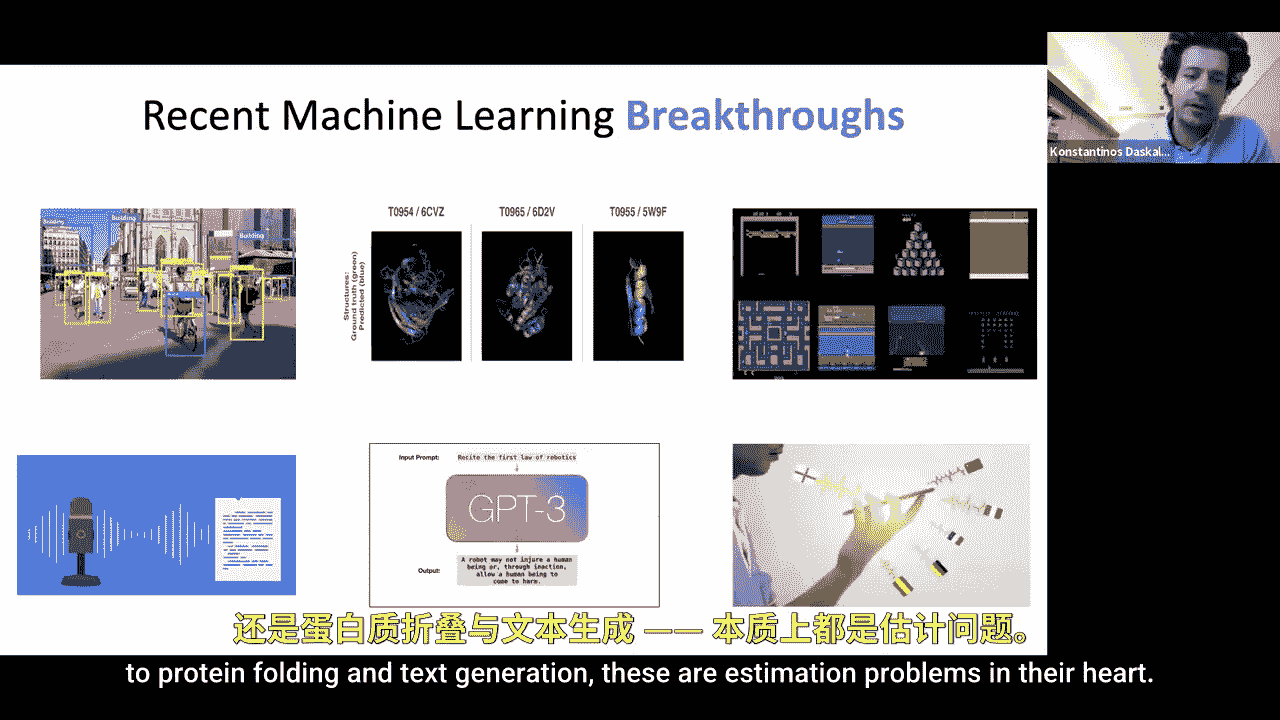 Recent Machine Learning Breakthroughs
Konstantinos Daskal...
Building
Building
T0954 / 6CVZ
T0965 / 6D2V
T0955 / 5W9F
Structures:
Ground truth (green)
Predicted (blue)
Input Prompt:
Recite the first law of robotics
GPT-3
Output:
A robot may not injure a human
being or, through inaction,
allow a human being to
come to harm.
还是蛋白质折叠与文本生成 —— 本质上都是估计问题。
to protein folding and text generation, these are estimation problems in their heart.